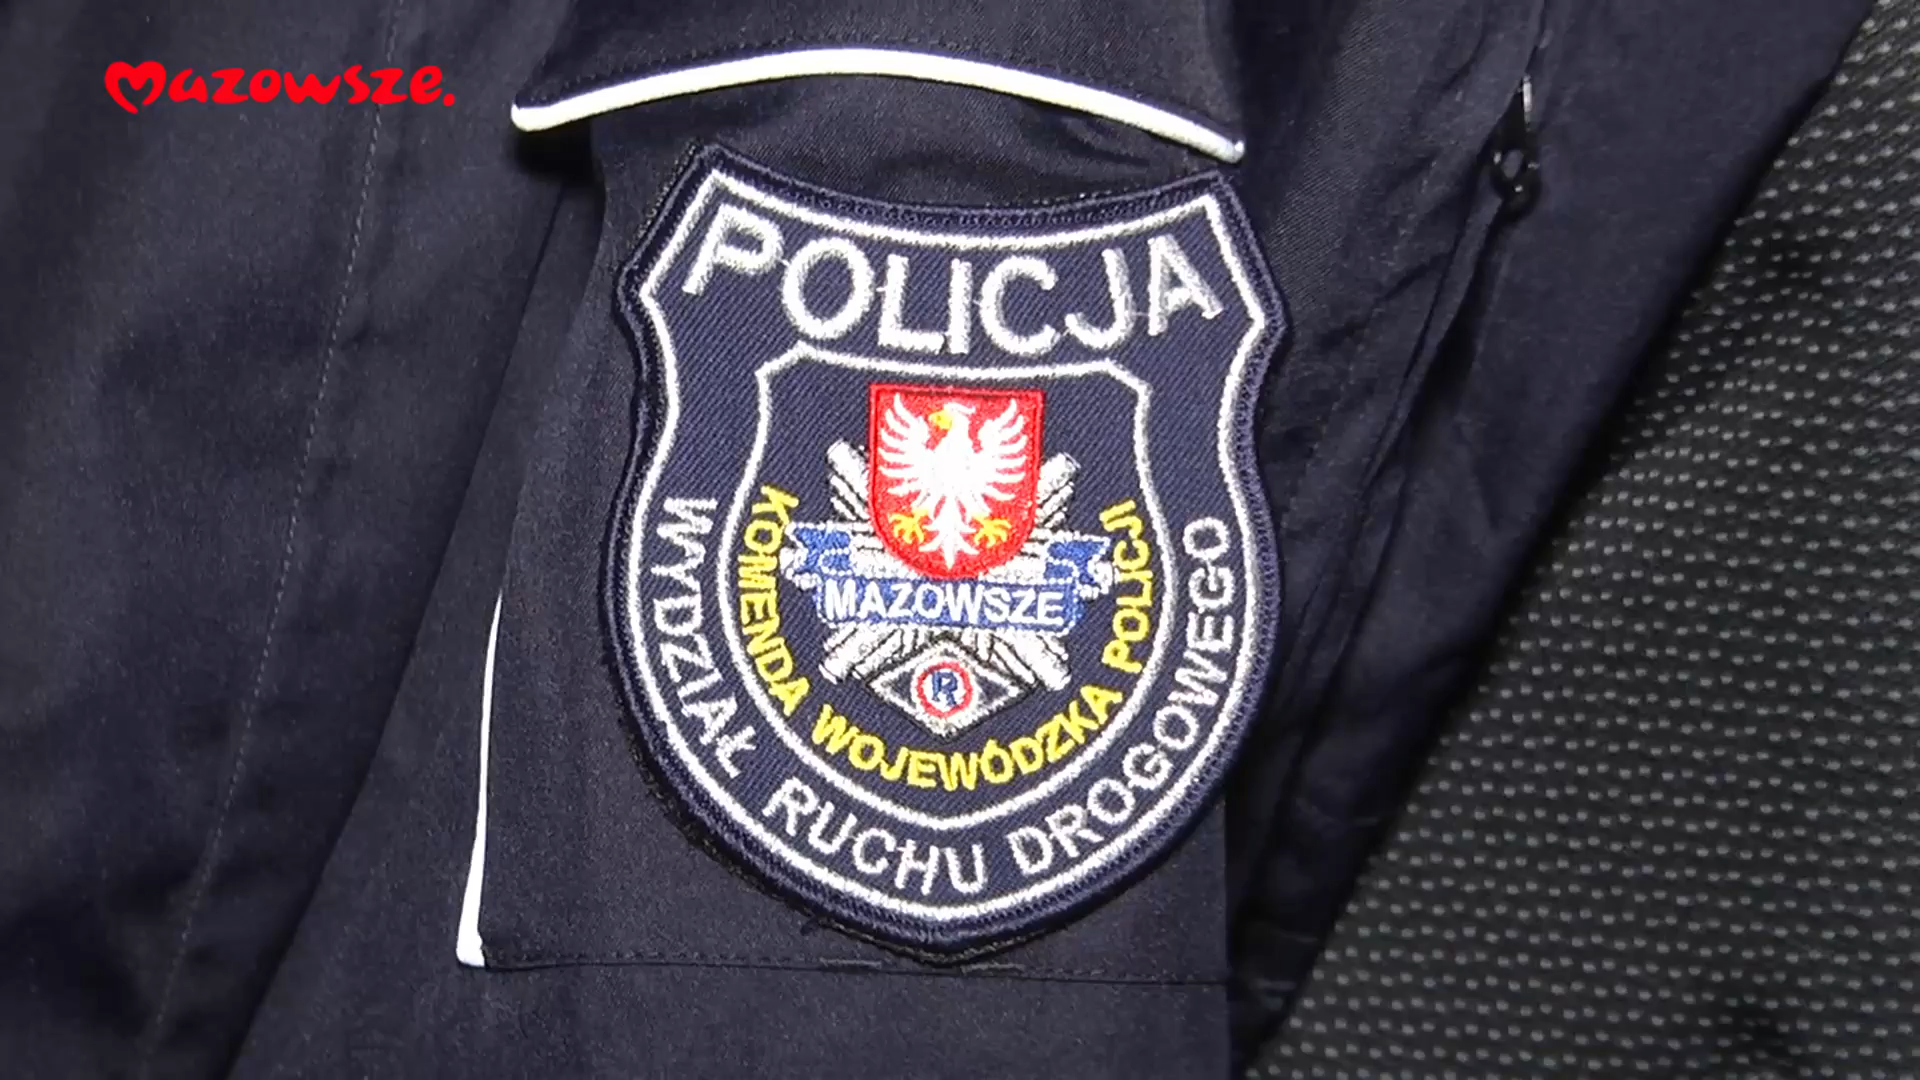 Mazowsze.
POLICJA
MAZOWSZE
R
KOMENDA WOJEWÓDZKA POLICJI
WYDZIAŁ RUCHU DROGOWEGO